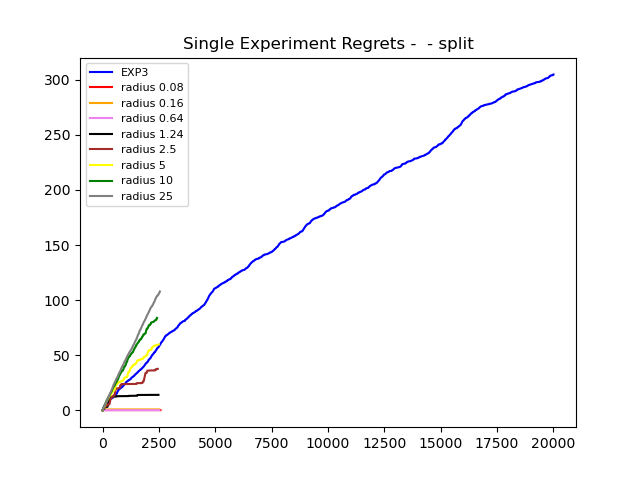 Single Experiment Regrets -  - split
EXP3
radius 0.08
radius 0.16
radius 0.64
radius 1.24
radius 2.5
radius 5
radius 10
radius 25
300
250
200
150
100
50
0
0 2500 5000 7500 10000 12500 15000 17500 20000